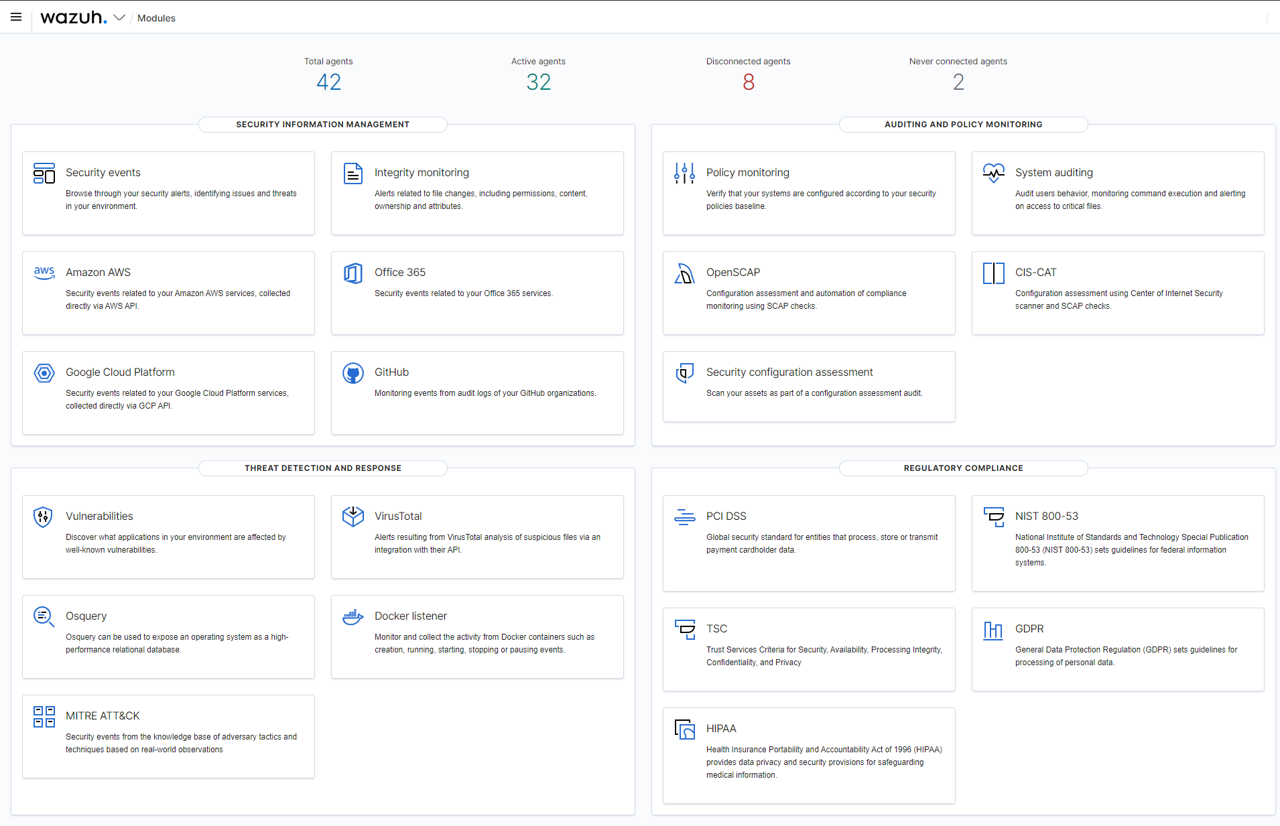 wazuh. / Modules
Total agents
42
Active agents
32
Disconnected agents
8
Never connected agents
2
SECURITY INFORMATION MANAGEMENT
Security events
Browse through your security alerts, identifying issues and threats
in your environment.
Integrity monitoring
Alerts related to file changes, including permissions, content,
ownership and attributes.
aws
Amazon AWS
Security events related to your Amazon AWS services, collected
directly via AWS API.
Office 365
Security events related to your Office 365 services.
Google Cloud Platform
Security events related to your Google Cloud Platform services,
collected directly via GCP API.
GitHub
Monitoring events from audit logs of your GitHub organizations.
AUDITING AND POLICY MONITORING
Policy monitoring
Verify that your systems are configured according to your security
policies baseline.
System auditing
Audit users behavior, monitoring command execution and alerting
on access to critical files.
OpenSCAP
Configuration assessment and automation of compliance
monitoring using SCAP checks.
CIS-CAT
Configuration assessment using Center of Internet Security
scanner and SCAP checks.
Security configuration assessment
Scan your assets as part of a configuration assessment audit.
THREAT DETECTION AND RESPONSE
Vulnerabilities
Discover what applications in your environment are affected by
well-known vulnerabilities.
VirusTotal
Alerts resulting from VirusTotal analysis of suspicious files via an
integration with their API.
Osquery
Osquery can be used to expose an operating system as a high-
performance relational database.
Docker listener
Monitor and collect the activity from Docker containers such as
creation, running, starting, stopping or pausing events.
MITRE ATT&CK
Security events from the knowledge base of adversary tactics and
techniques based on real-world observations
REGULATORY COMPLIANCE
PCI DSS
Global security standard for entities that process, store or transmit
payment cardholder data.
NIST 800-53
National Institute of Standards and Technology Special Publication
800-53 (NIST 800-53) sets guidelines for federal information
systems.
TSC
Trust Services Criteria for Security, Availability, Processing Integrity,
Confidentiality, and Privacy
GDPR
General Data Protection Regulation (GDPR) sets guidelines for
processing of personal data.
HIPAA
Health Insurance Portability and Accountability Act of 1996 (HIPAA)
provides data privacy and security provisions for safeguarding
medical information.